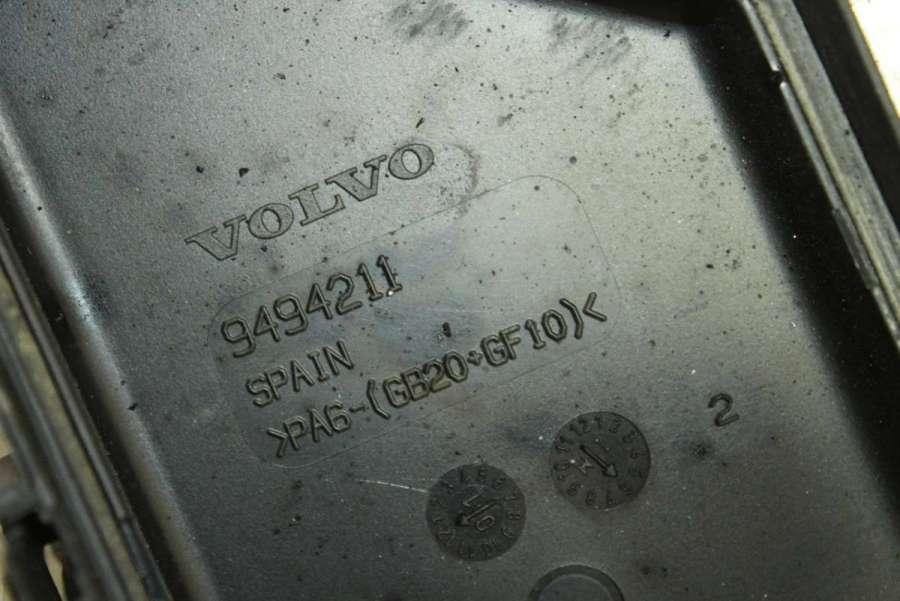 VOLVO
9494211
SPAIN
>PA6-(GB20+GF10)<
2